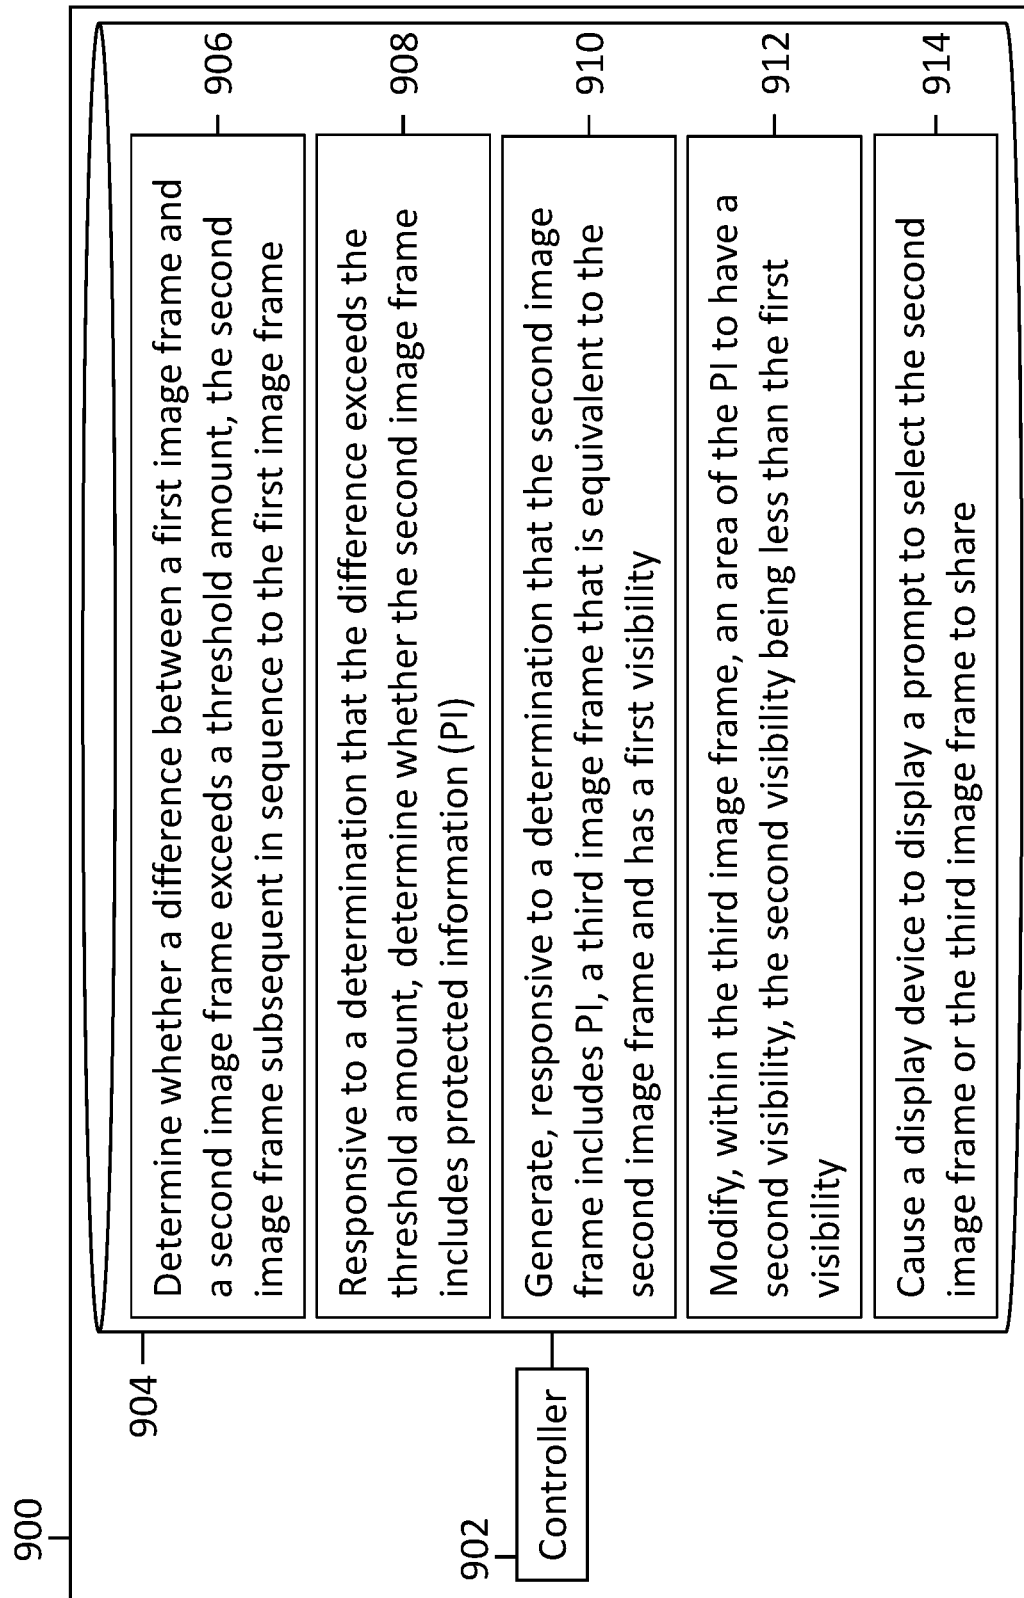 900
904
902
Controller
Determine whether a difference between a first image frame and
a second image frame exceeds a threshold amount, the second
image frame subsequent in sequence to the first image frame
906
Responsive to a determination that the difference exceeds the
threshold amount, determine whether the second image frame
includes protected information (PI)
908
Generate, responsive to a determination that the second image
frame includes PI, a third image frame that is equivalent to the
second image frame and has a first visibility
910
Modify, within the third image frame, an area of the PI to have a
second visibility, the second visibility being less than the first
visibility
912
Cause a display device to display a prompt to select the second
image frame or the third image frame to share
914